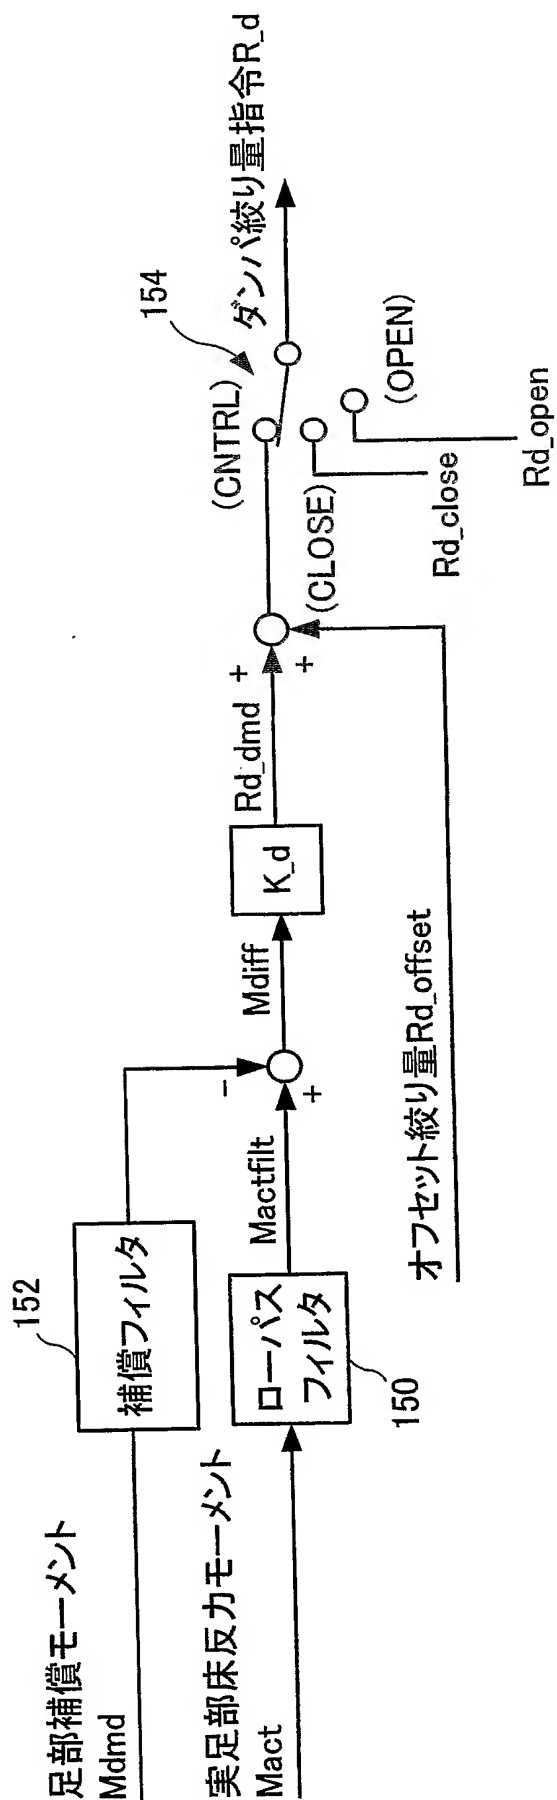 足部補償モーメント
Mdmd
152
補償フィルタ
実足部床反力モーメント
Mact
ローパス
フィルタ
150
Mactfilt
-
+
Mdiff
K_d
Rd_dmd
+
+
オフセット絞り量Rd_offset
(CNTRL)
(CLOSE)
Rd_close
(OPEN)
Rd_open
154
ダンパ絞り量指令R_d